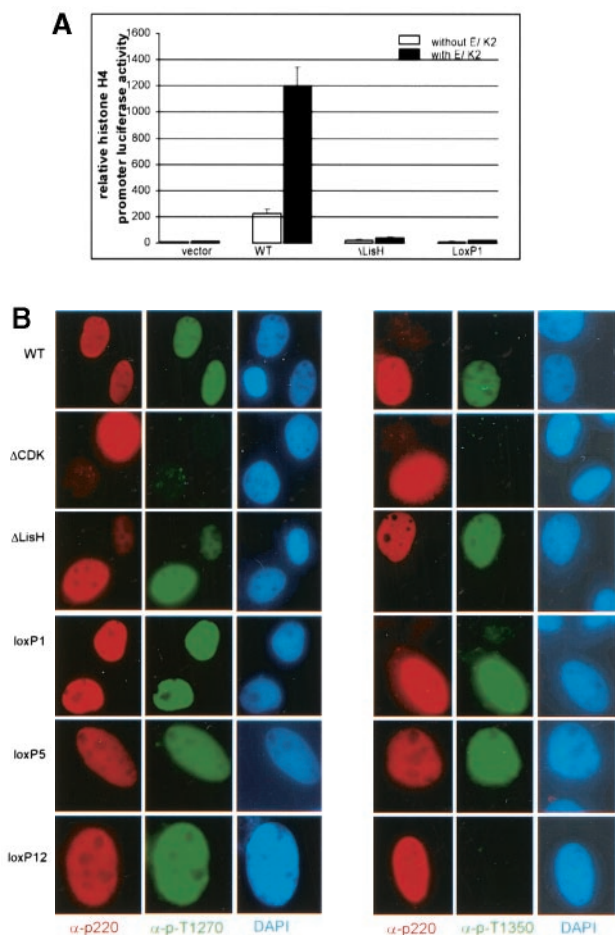 A
relative histone H4
promoter luciferase activity
1600
1400
1200
1000
800
600
400
200
0
without E/ K2
with E/ K2
vector
WT
\LisH
LoxP1
B
WT
ΔCDK
ΔLisH
loxP1
loxP5
loxP12
α-p220
α-p-T1270
DAPI
α-p220
α-p-T1350
DAPI